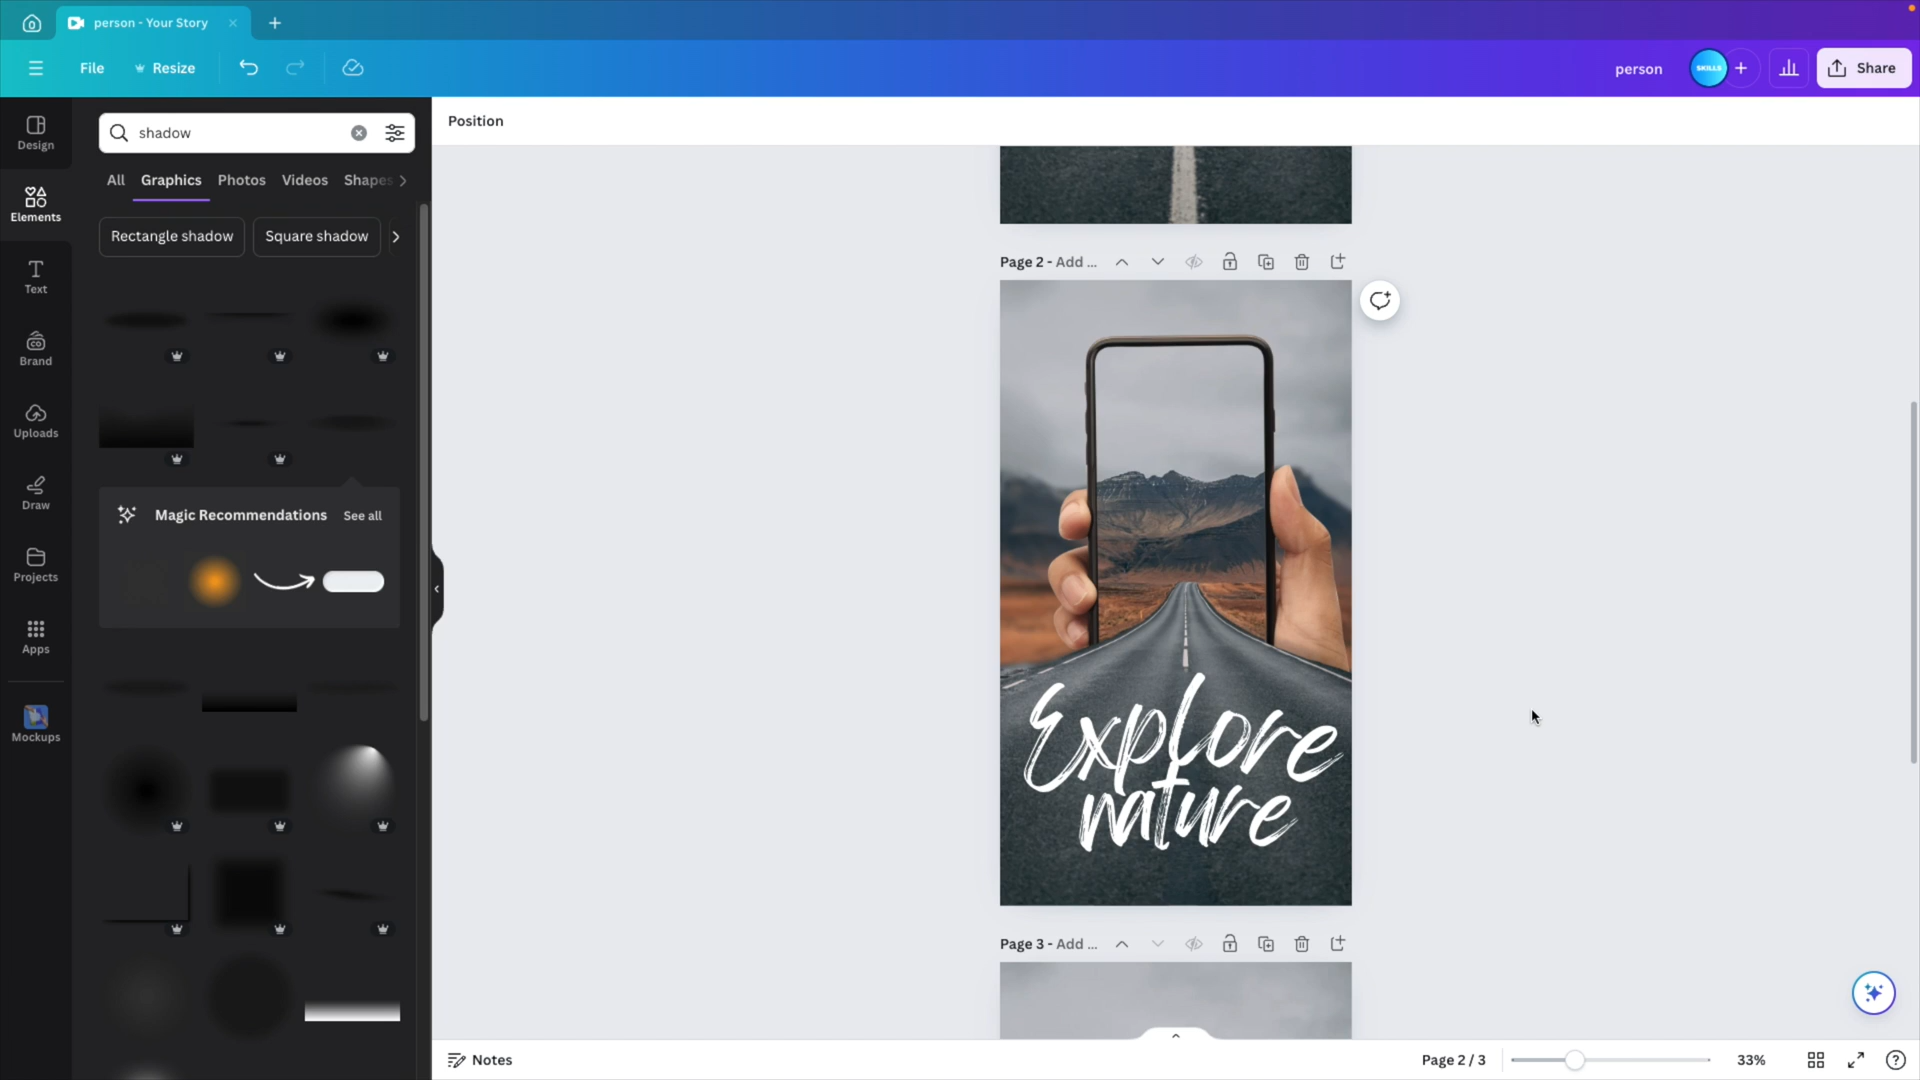 person - Your Story
File
Resize
person
SKILLS
Share
Design
Elements
Text
Brand
Uploads
Draw
Projects
Apps
Mockups
shadow
All Graphics Photos Videos Shapes
Rectangle shadow Square shadow
Magic Recommendations See all
Position
Page 2 - Add ...
Explore
nature
Page 3 - Add ...
Notes
Page 2 / 3
33%